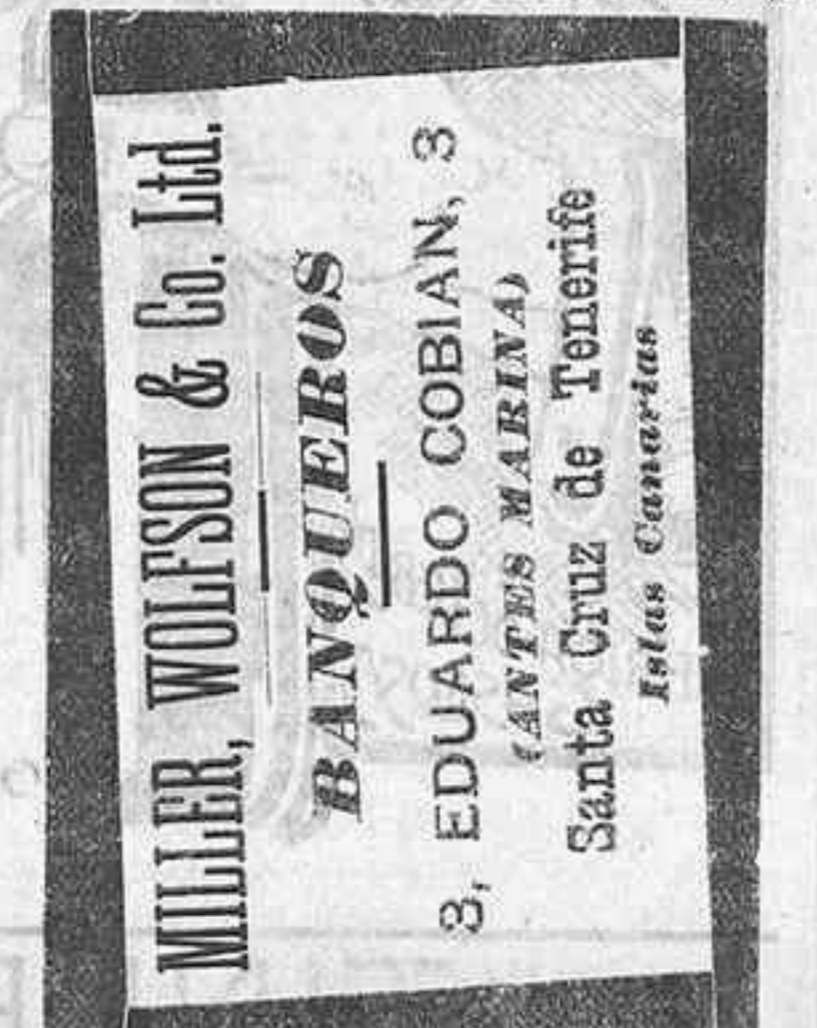 MILLER, WOLFSON & Co. Ltd.
BANQUEROS
3, EDUARDO COBIAN, 3
(ANTES MARINA)
Santa Cruz de Tenerife
Islas Canarias